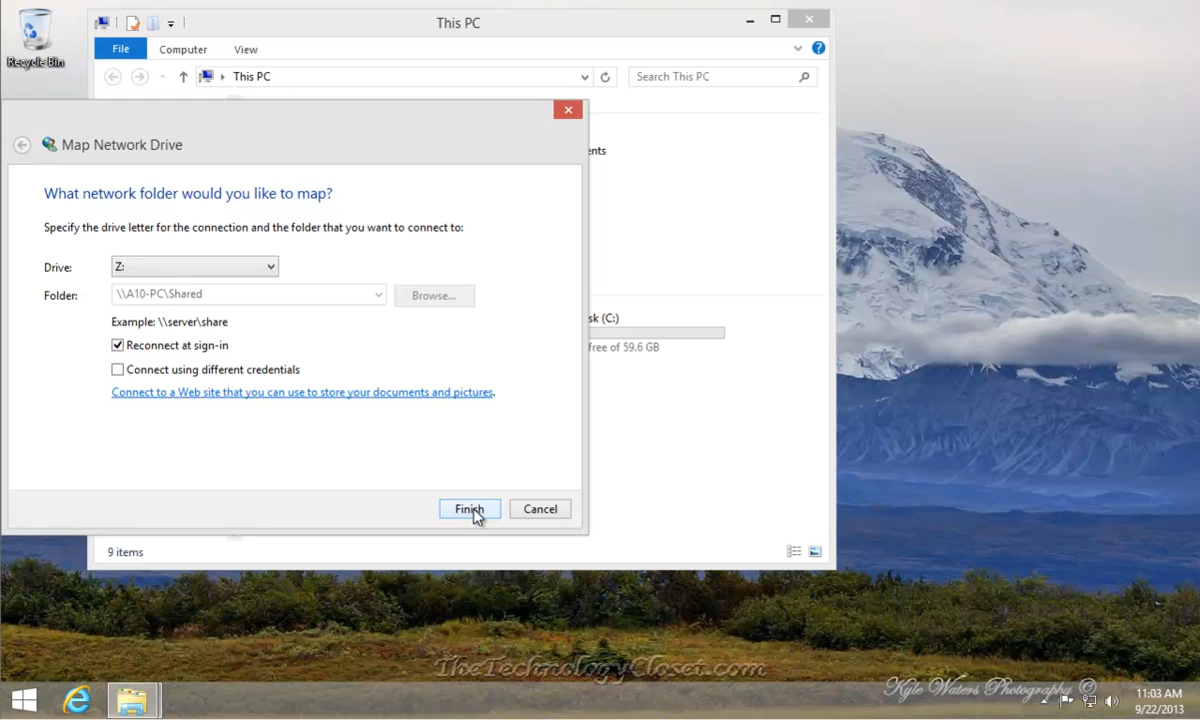 Recycle Bin
This PC
File Computer View
This PC
Search This PC
ents
Map Network Drive
What network folder would you like to map?
Specify the drive letter for the connection and the folder that you want to connect to:
Drive: Z:
Folder: \\A10-PC\Shared Browse...
Example: \\server\share
sk (C:)
Reconnect at sign-in
free of 59.6 GB
Connect using different credentials
Connect to a Web site that you can use to store your documents and pictures.
Finish Cancel
9 items
TheTechnologyCloset.com
Kyle Waters Photography ©
11:03 AM
9/22/2013